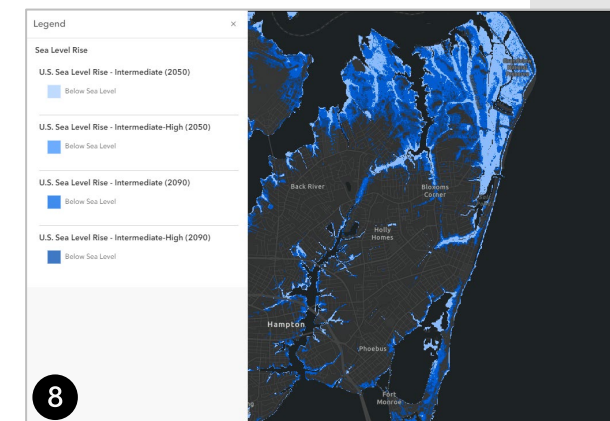 Legend ×
Sea Level Rise
U.S. Sea Level Rise - Intermediate (2050)
Below Sea Level
U.S. Sea Level Rise - Intermediate-High (2050)
Below Sea Level
U.S. Sea Level Rise - Intermediate (2090)
Below Sea Level
U.S. Sea Level Rise - Intermediate-High (2090)
Below Sea Level
8
Back River
Bloxoms
Corner
Holly
Homes
Hampton
Phoebus
Fort
Monroe